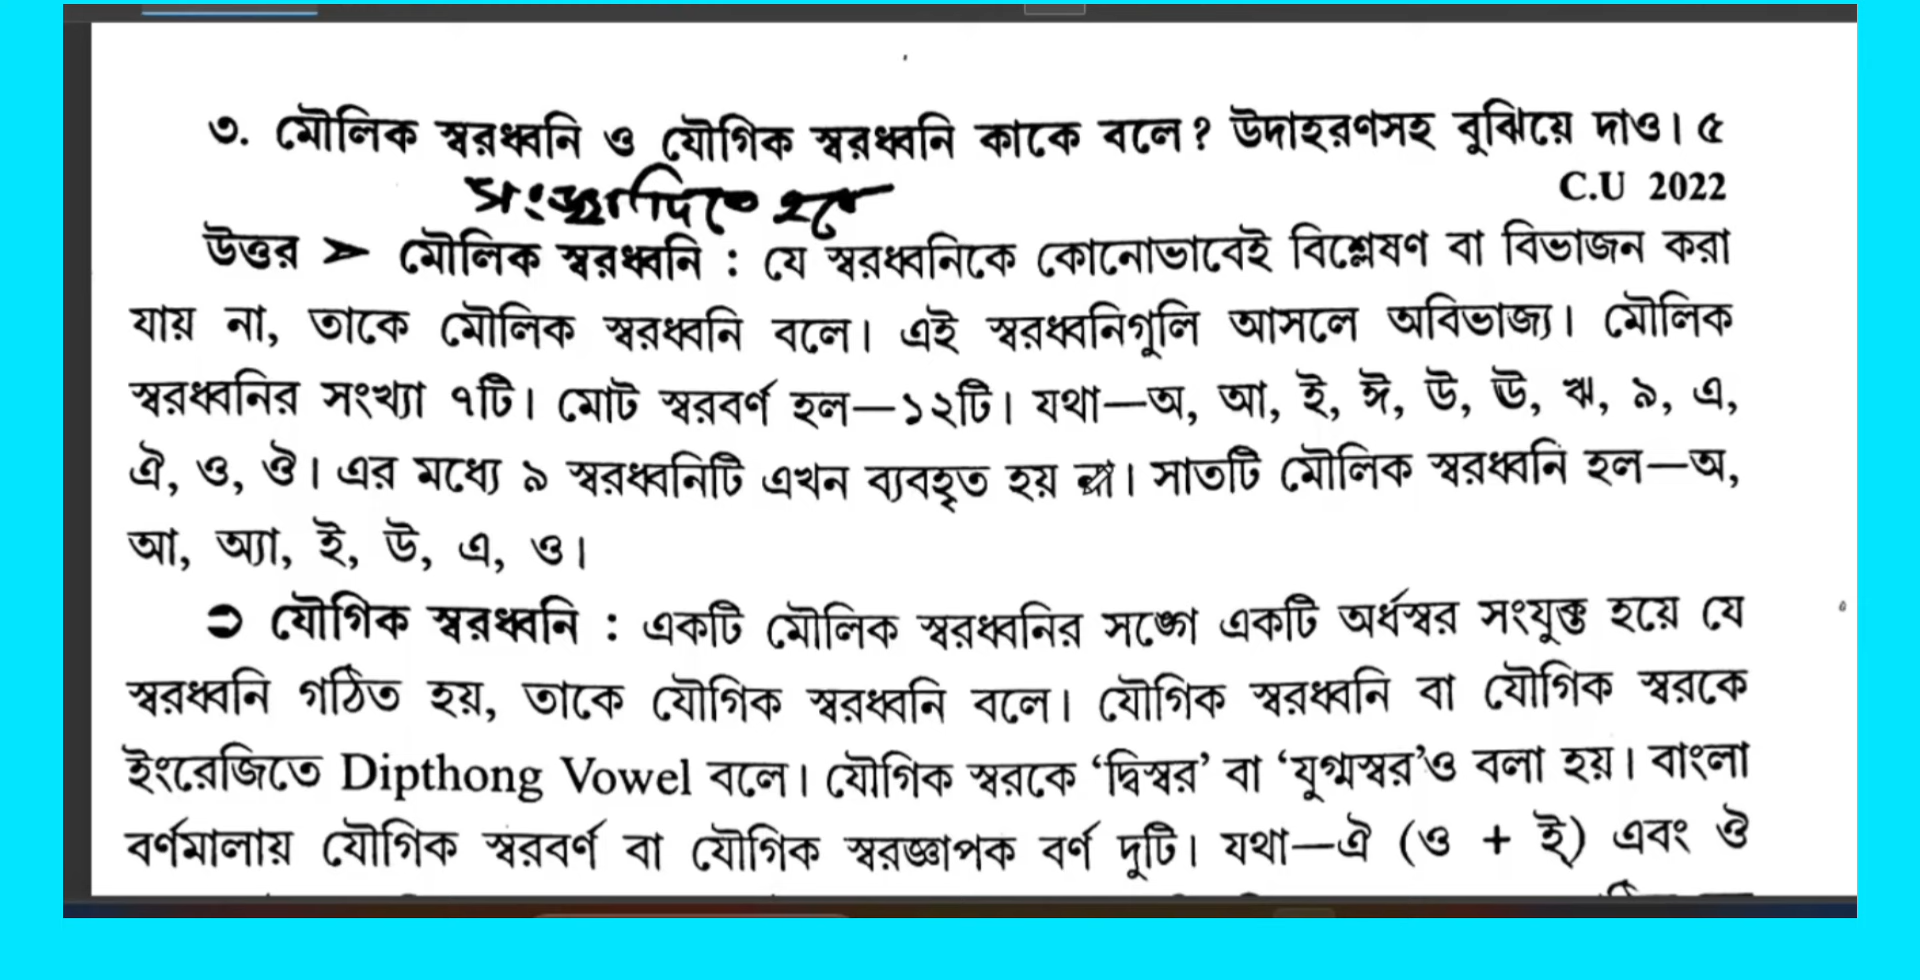 ৩. মৌলিক স্বরধ্বনি ও যৌগিক স্বরধ্বনি কাকে বলে? উদাহরণসহ বুঝিয়ে দাও। ৫
C.U 2022
সংজ্ঞা দিতে হবে
উত্তর ➤ মৌলিক স্বরধ্বনি : যে স্বরধ্বনিকে কোনোভাবেই বিশ্লেষণ বা বিভাজন করা
যায় না, তাকে মৌলিক স্বরধ্বনি বলে। এই স্বরধ্বনিগুলি আসলে অবিভাজ্য। মৌলিক
স্বরধ্বনির সংখ্যা ৭টি। মোট স্বরবর্ণ হল—১২টি। যথা—অ, আ, ই, ঈ, উ, ঊ, ঋ, ৯, এ,
ঐ, ও, ঔ। এর মধ্যে ৯ স্বরধ্বনিটি এখন ব্যবহৃত হয় না। সাতটি মৌলিক স্বরধ্বনি হল—অ,
আ, অ্যা, ই, উ, এ, ও।
➲ যৌগিক স্বরধ্বনি : একটি মৌলিক স্বরধ্বনির সঙ্গে একটি অর্ধস্বর সংযুক্ত হয়ে যে
স্বরধ্বনি গঠিত হয়, তাকে যৌগিক স্বরধ্বনি বলে। যৌগিক স্বরধ্বনি বা যৌগিক স্বরকে
ইংরেজিতে Dipthong Vowel বলে। যৌগিক স্বরকে ‘দ্বিস্বর’ বা ‘যুগ্মস্বর’ও বলা হয়। বাংলা
বর্ণমালায় যৌগিক স্বরবর্ণ বা যৌগিক স্বরজ্ঞাপক বর্ণ দুটি। যথা—ঐ (ও + ই) এবং ঔ